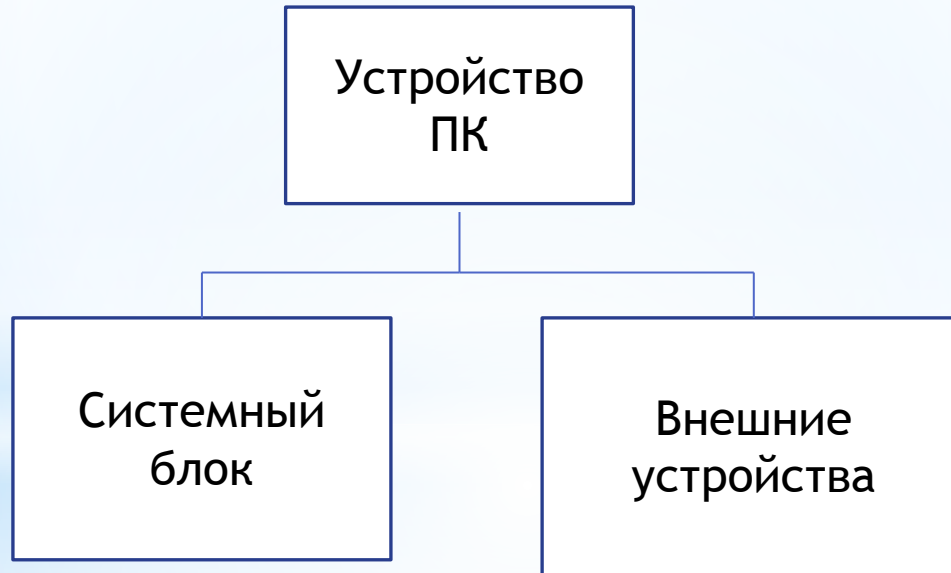 Устройство
ПК
Системный
блок
Внешние
устройства